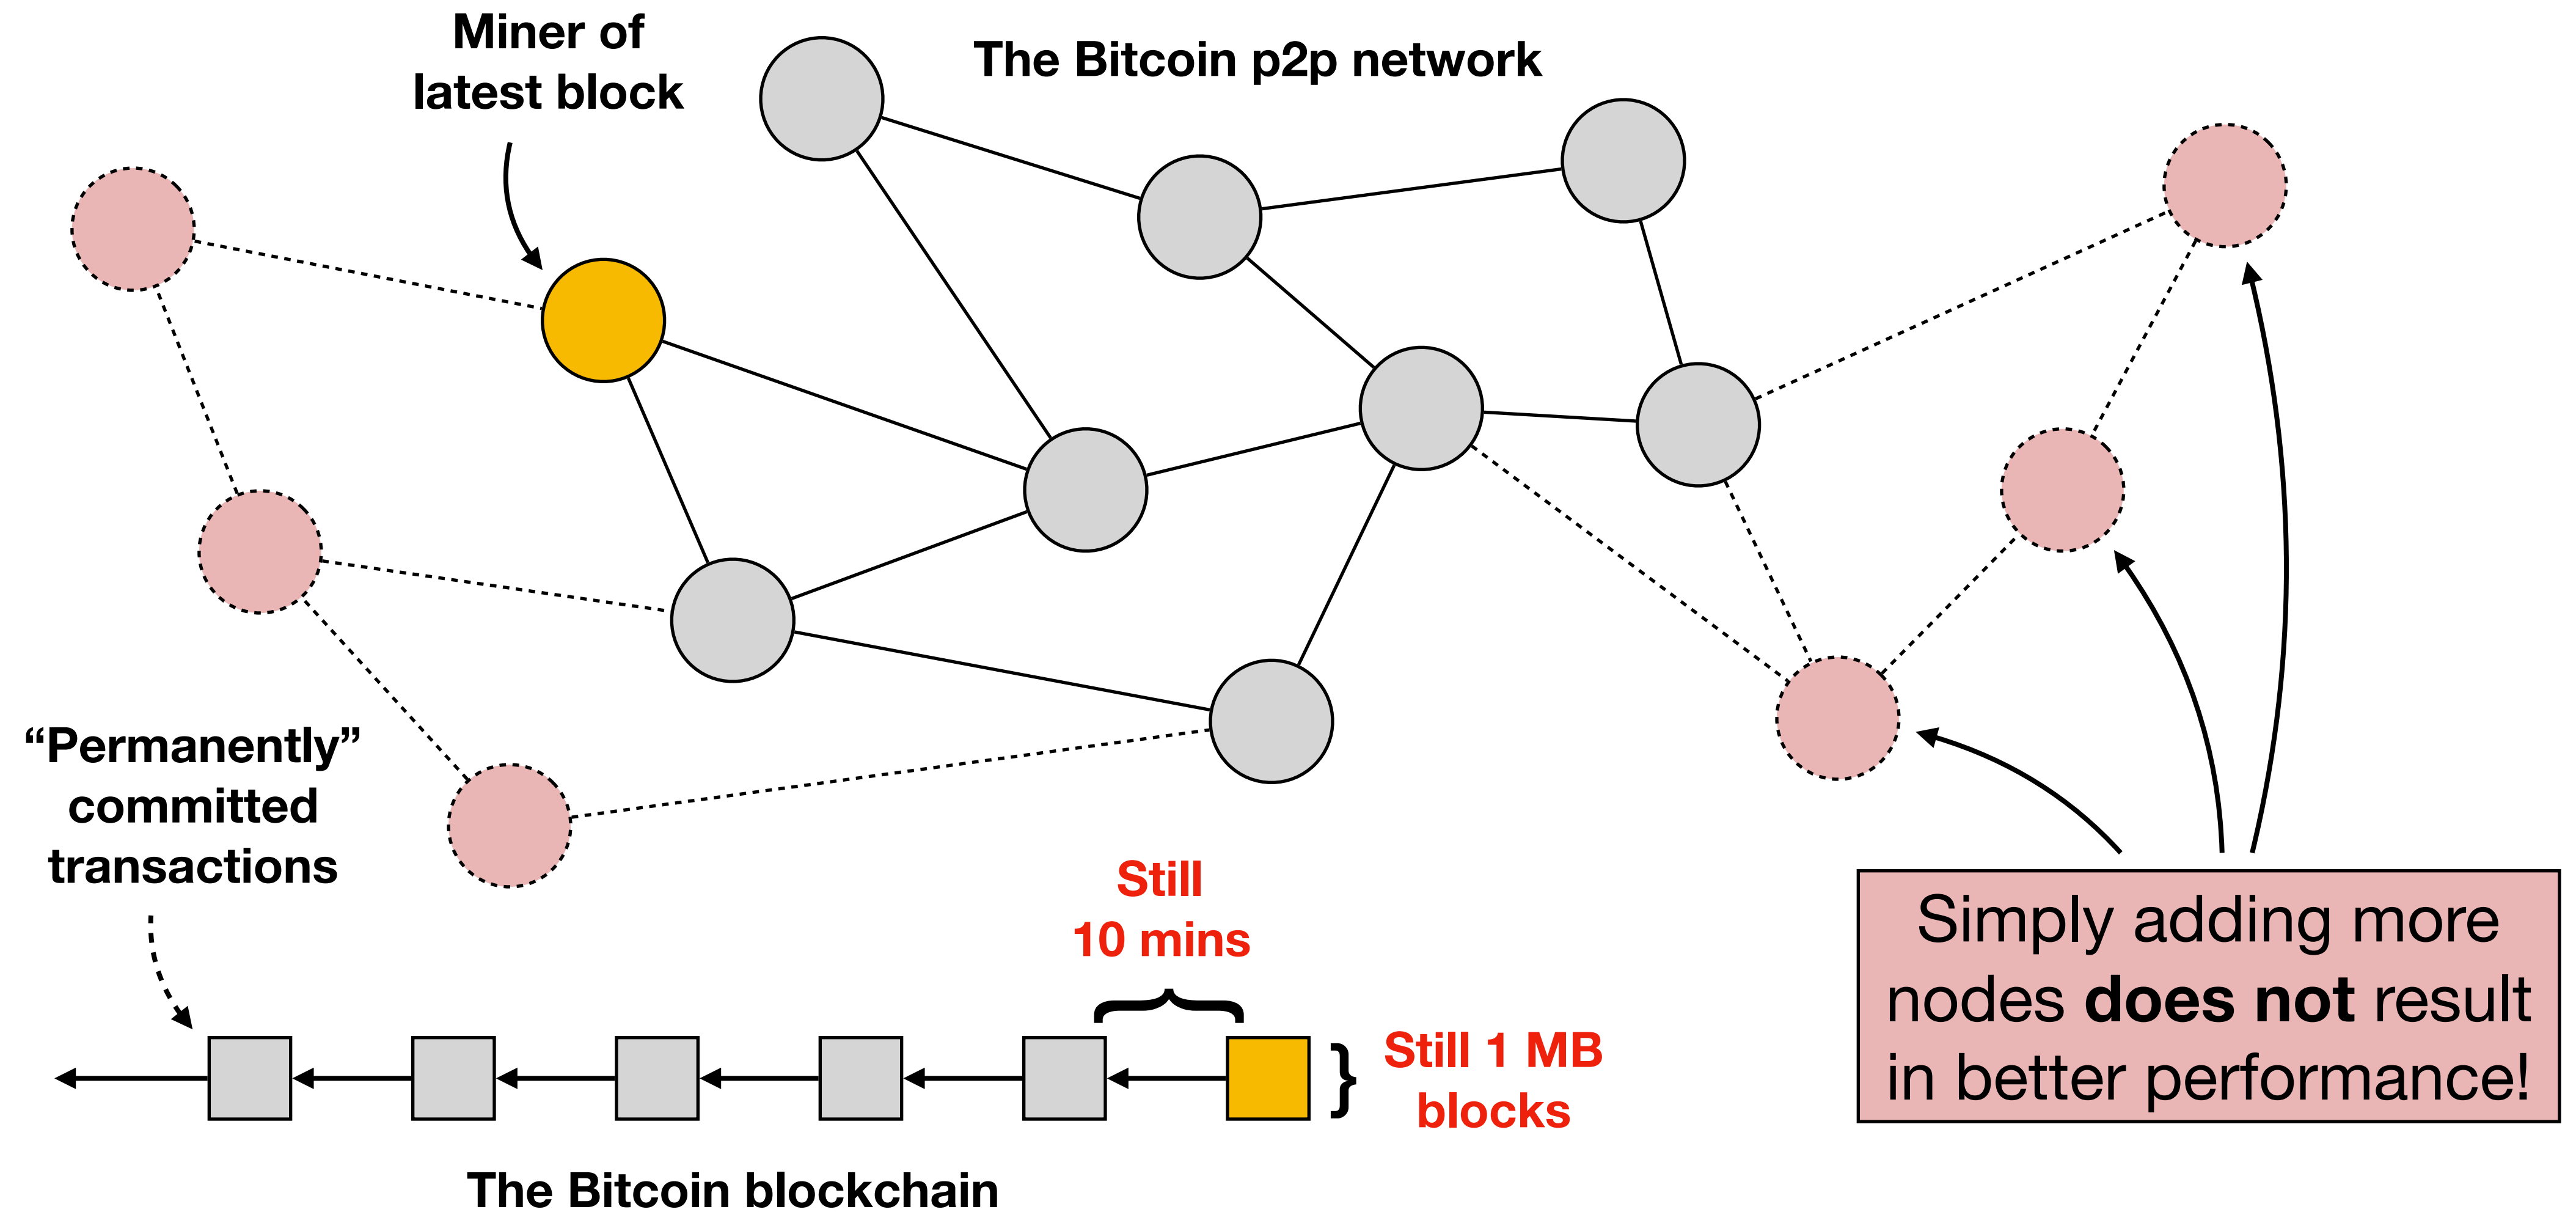 Miner of
latest block
The Bitcoin p2p network
“Permanently”
committed
transactions
Still
10 mins
Still 1 MB
blocks
Simply adding more
nodes does not result
in better performance!
The Bitcoin blockchain